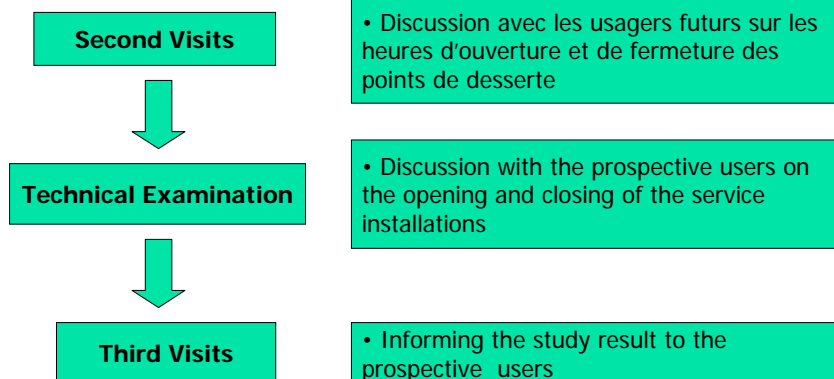 Second Visits
• Discussion avec les usagers futurs sur les
heures d'ouverture et de fermeture des
points de desserte
Technical Examination
• Discussion with the prospective users on
the opening and closing of the service
installations
Third Visits
• Informing the study result to the
prospective users